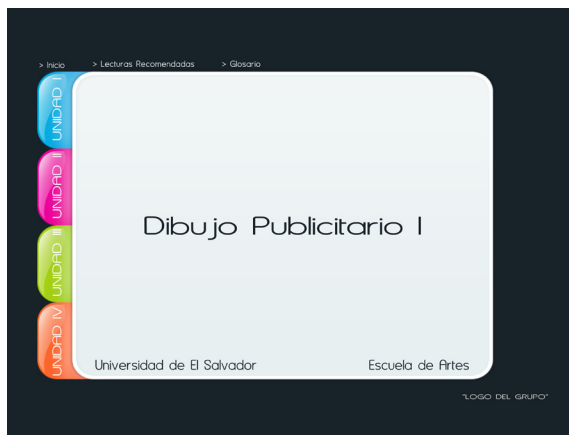 > Inicio > Lecturas Recomendadas > Glosario
UNIDAD I
UNIDAD II
UNIDAD III
UNIDAD IV
Dibujo Publicitario I
Universidad de El Salvador Escuela de Artes
"LOGO DEL GRUPO"